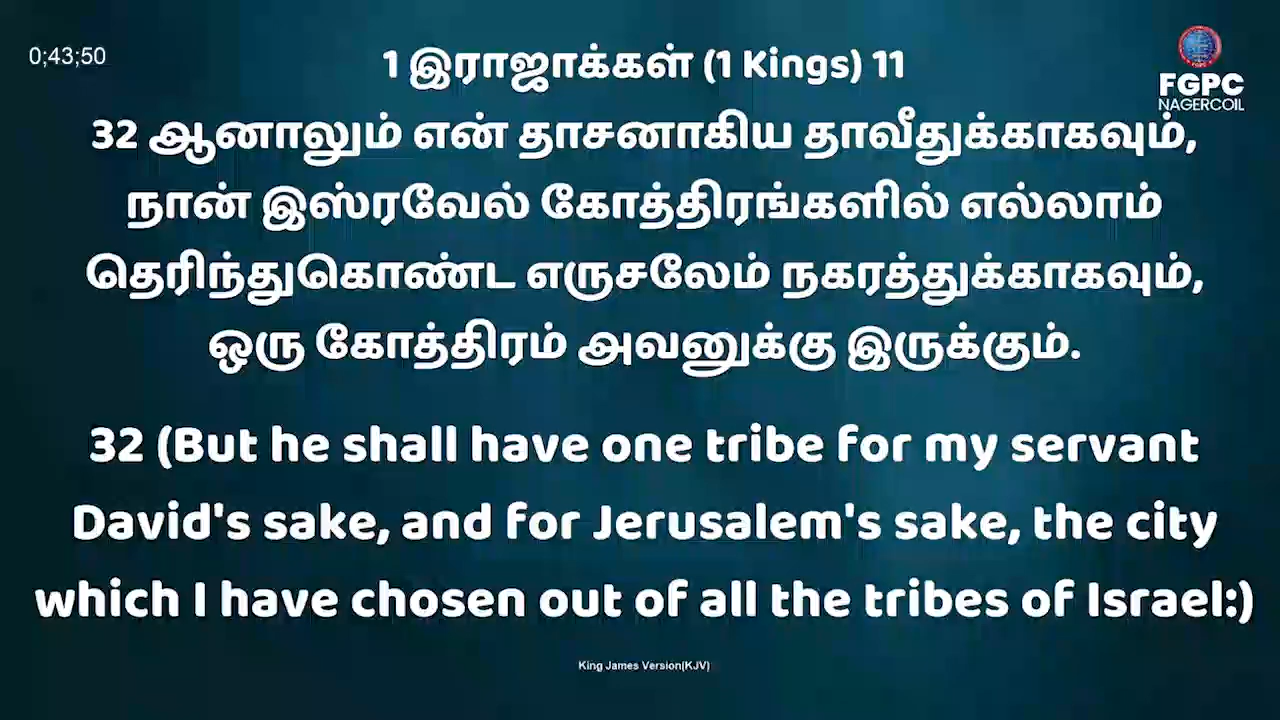 0;43;50
1 இராஜாக்கள் (1 Kings) 11
FGPC
NAGERCOIL
32 ஆனாலும் என் தாசனாகிய தாவீதுக்காகவும்,
நான் இஸ்ரவேல் கோத்திரங்களில் எல்லாம்
தெரிந்துகொண்ட எருசலேம் நகரத்துக்காகவும்,
ஒரு கோத்திரம் அவனுக்கு இருக்கும்.
32 (But he shall have one tribe for my servant
David's sake, and for Jerusalem's sake, the city
which I have chosen out of all the tribes of Israel:)
King James Version(KJV)